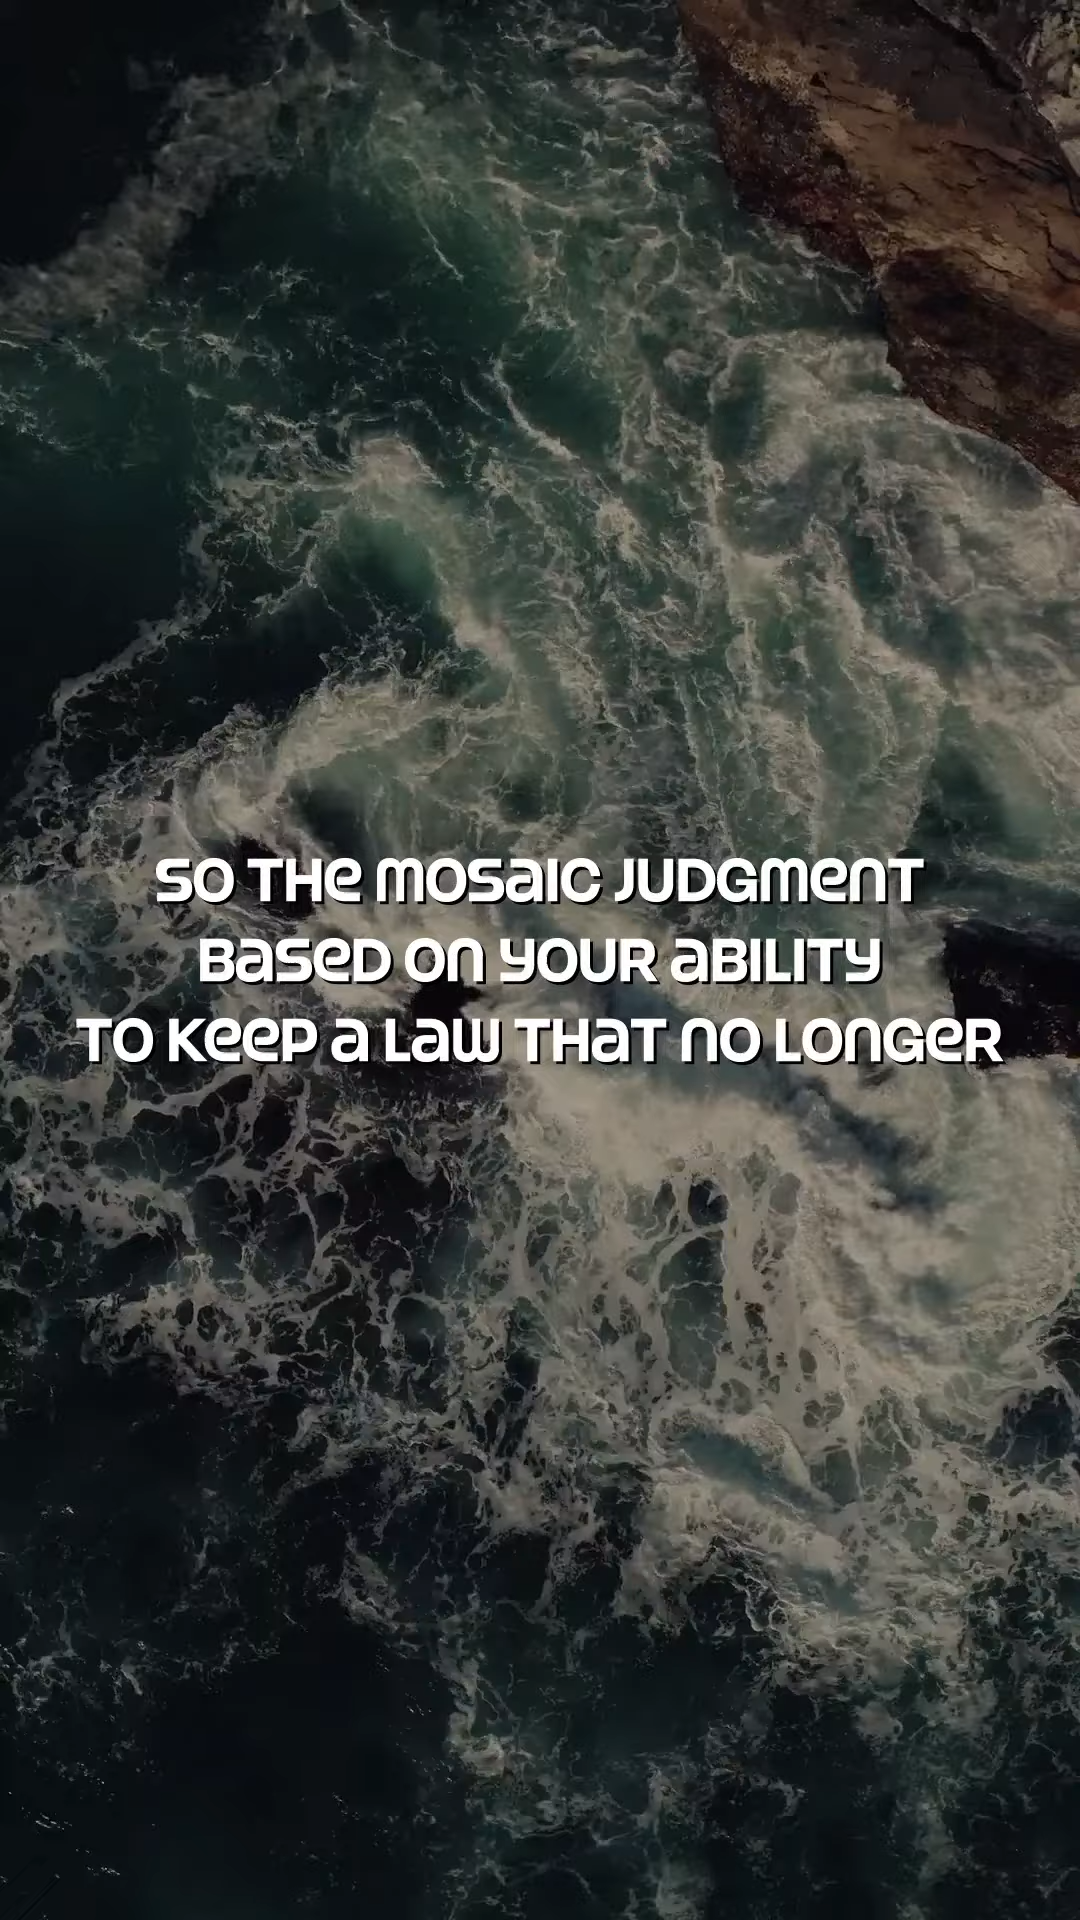 SO THE MOSAIC JUDGMENT
BASED ON YOUR ABILITY
TO KEEP A LAW THAT NO LONGER